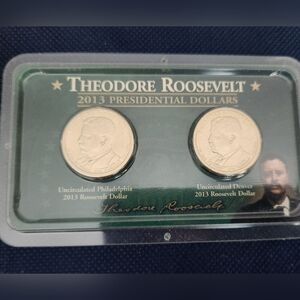 ★ THEODORE ROOSEVELT ★
2013 PRESIDENTIAL DOLLARS
Uncirculated Philadelphia
2013 Roosevelt Dollar
Uncirculated Denver
2013 Roosevelt Dollar
Theodore Roosevelt